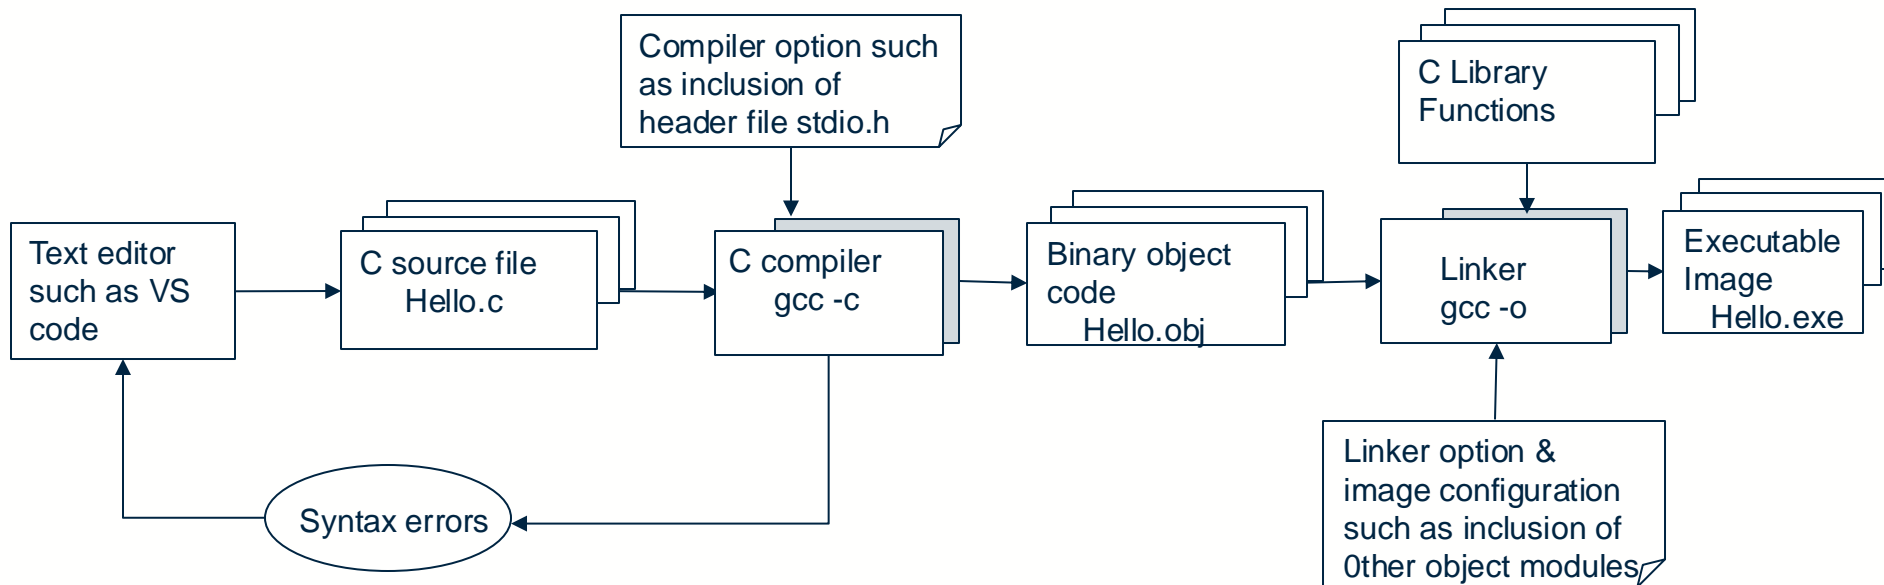 Compiler option such
as inclusion of
header file stdio.h
C Library
Functions
Text editor
such as VS
code
C source file
Hello.c
C compiler
gcc -c
Binary object
code
Hello.obj
Linker
gcc -o
Executable
Image
Hello.exe
Syntax errors
Linker option &
image configuration
such as inclusion of
0ther object modules